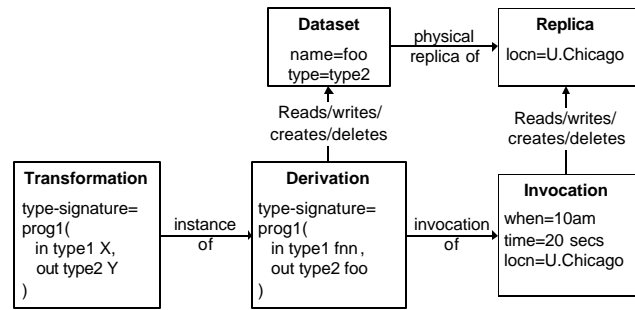 Dataset
name=foo
type=type2
physical
replica of
Replica
locn=U.Chicago
Reads/writes/
creates/deletes
Reads/writes/
creates/deletes
Transformation
type-signature=
prog1(
in type1 X,
out type2 Y
)
instance
of
Derivation
type-signature=
prog1(
in type1 fnn,
out type2 foo
)
invocation
of
Invocation
when=10am
time=20 secs
locn=U.Chicago